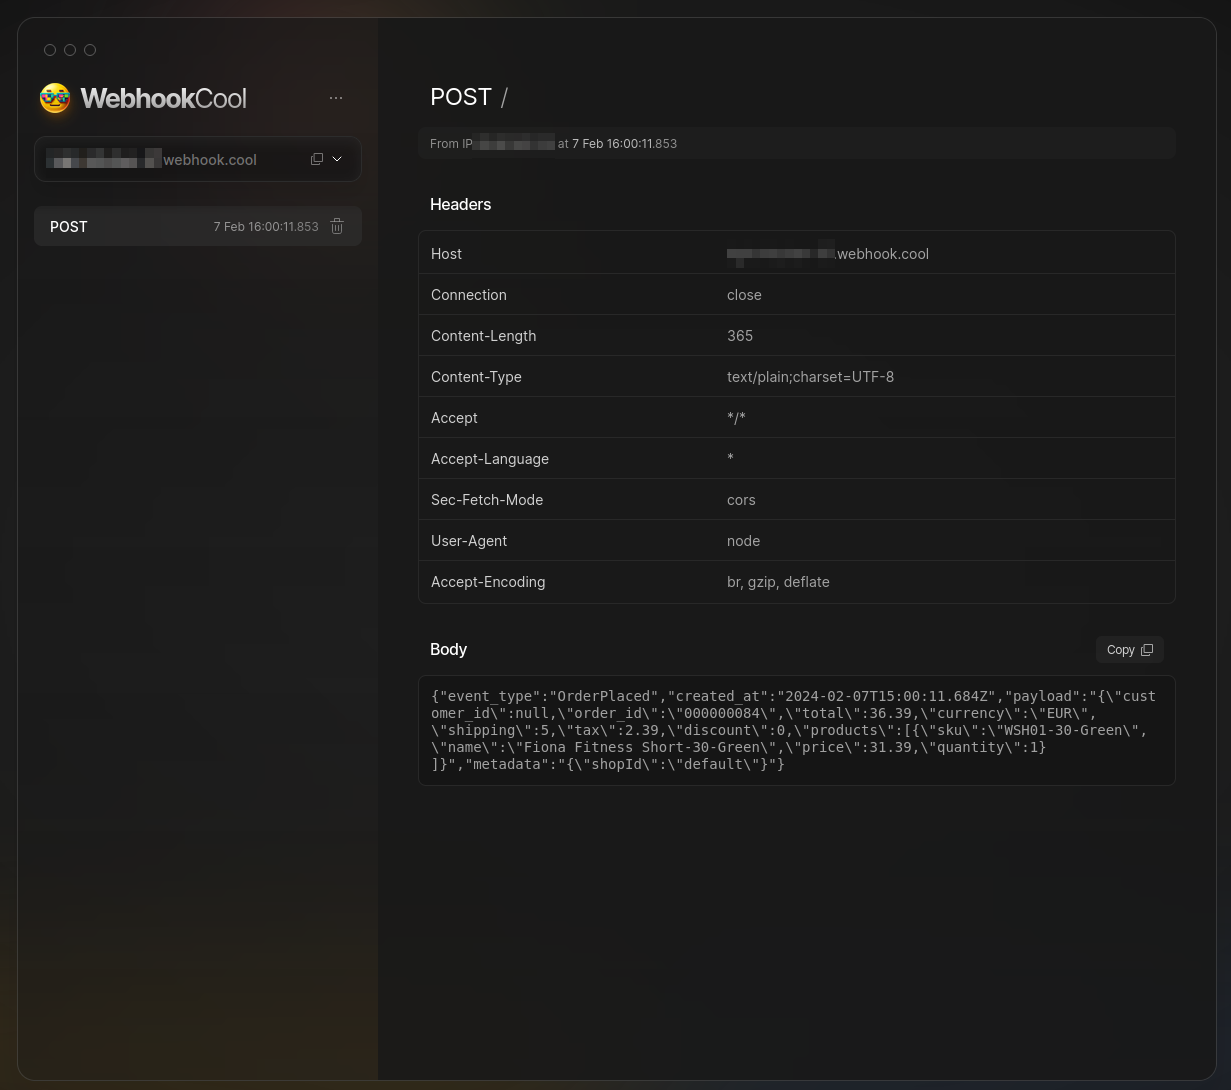 WebhookCool
...
webhook.cool
POST 7 Feb 16:00:11.853
POST /
From IP at 7 Feb 16:00:11.853
Headers
Host .webhook.cool
Connection close
Content-Length 365
Content-Type text/plain;charset=UTF-8
Accept */*
Accept-Language *
Sec-Fetch-Mode cors
User-Agent node
Accept-Encoding br, gzip, deflate
Body Copy
{"event_type":"OrderPlaced","created_at":"2024-02-07T15:00:11.684Z","payload":"{\"cust
omer_id\":null,\"order_id\":\"000000084\",\"total\":36.39,\"currency\":\"EUR\",
\"shipping\":5,\"tax\":2.39,\"discount\":0,\"products\":[{\"sku\":\"WSH01-30-Green\",
\"name\":\"Fiona Fitness Short-30-Green\",\"price\":31.39,\"quantity\":1}
]}","metadata":"{\"shopId\":\"default\"}"}